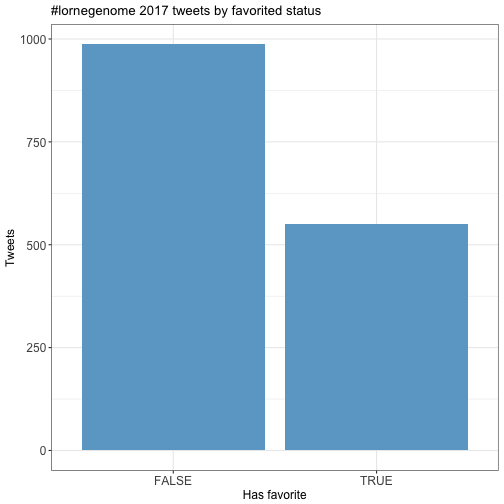 #lornegenome 2017 tweets by favorited status
1000
750
500
250
0
Tweets
FALSE
TRUE
Has favorite